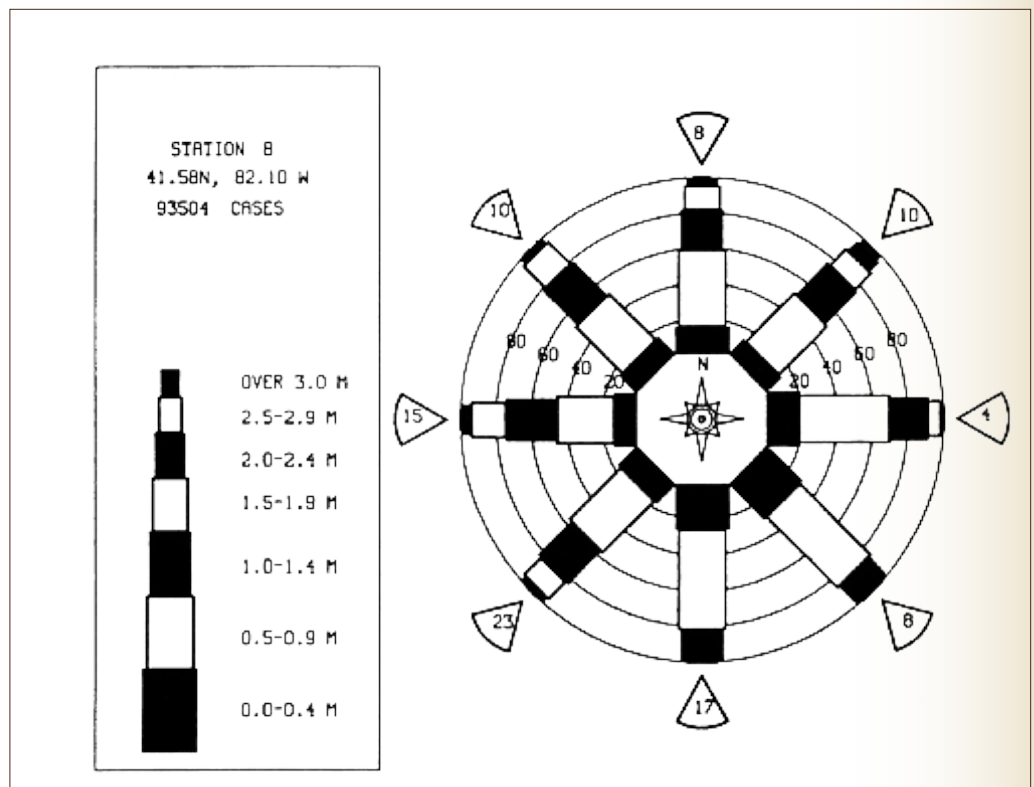 STATION 8
41.58N, 82.10 W
93504 CASES
OVER 3.0 M
2.5-2.9 M
2.0-2.4 M
1.5-1.9 M
1.0-1.4 M
0.5-0.9 M
0.0-0.4 M
8
10
10
80
60
40
20
N
20
40
60
80
15
4
23
8
17